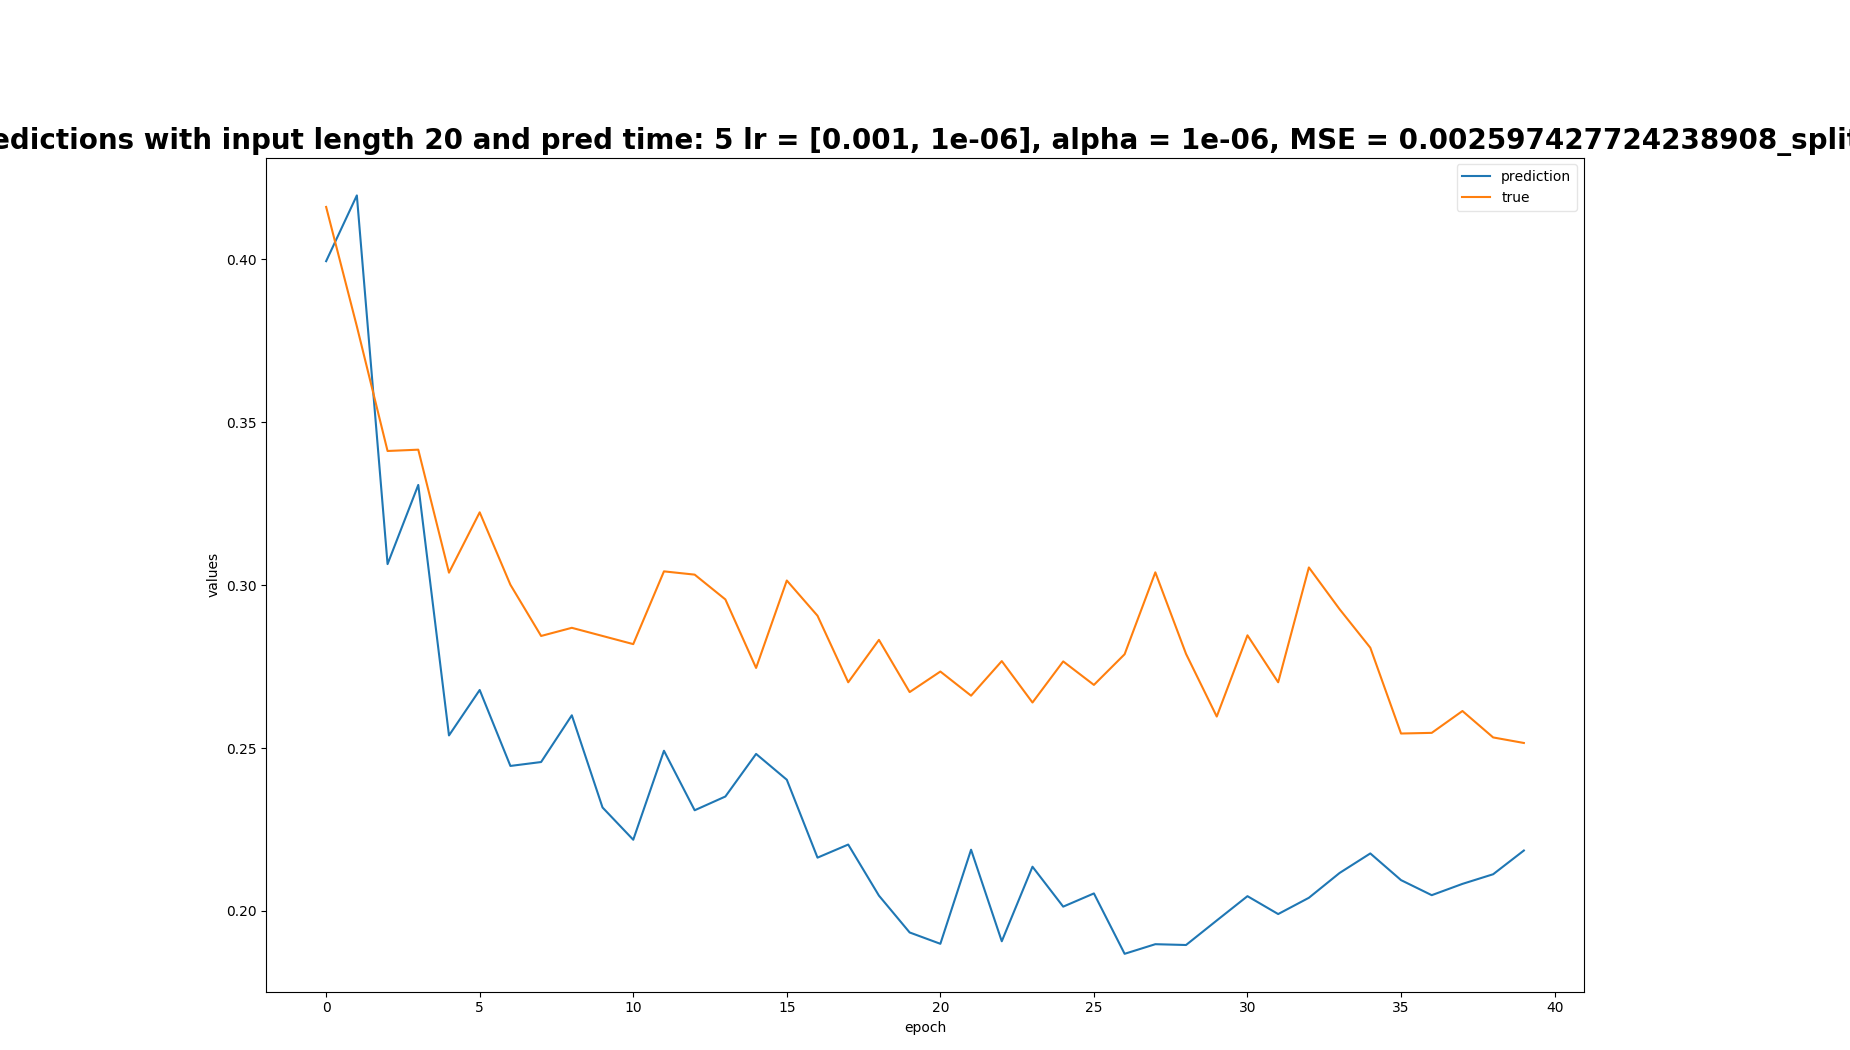 edictions with input length 20 and pred time: 5 lr = [0.001, 1e-06], alpha = 1e-06, MSE = 0.002597427724238908_split
prediction
true
0.40
0.35
0.30
0.25
0.20
values
0 5 10 15 20 25 30 35 40
epoch